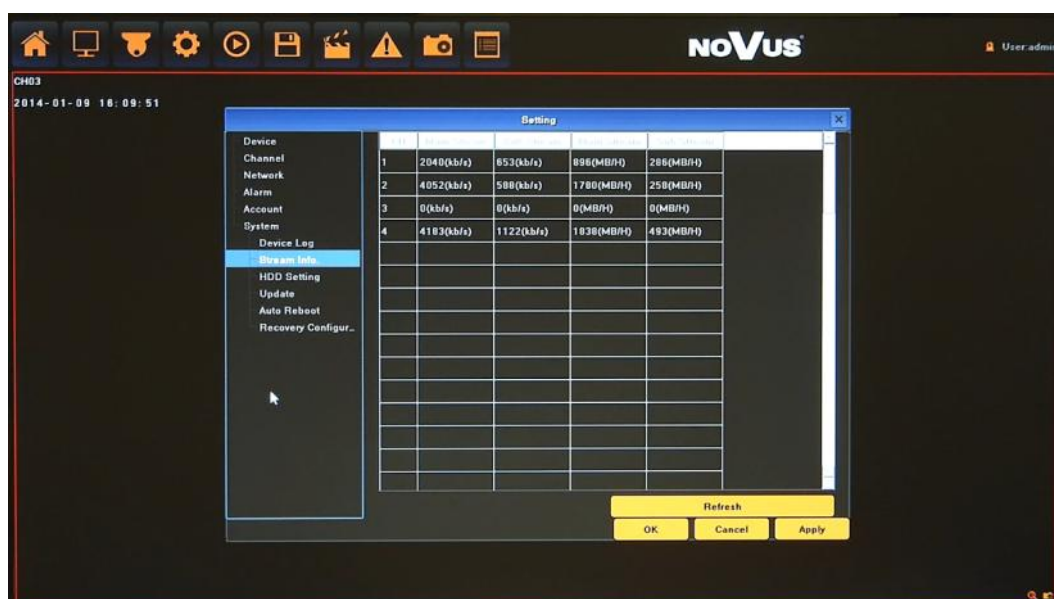 NOVUS
User:admi
CH03
2014-01-09 16:09:51
Setting
Device
Channel
Network
Alarm
Account
System
Device Log
Stream Info.
HDD Setting
Update
Auto Reboot
Recovery Configur...
1 2040(kb/s) 653(kb/s) 896(MB/H) 286(MB/H)
2 4052(kb/s) 588(kb/s) 1780(MB/H) 258(MB/H)
3 0(kb/s) 0(kb/s) 0(MB/H) 0(MB/H)
4 4183(kb/s) 1122(kb/s) 1838(MB/H) 493(MB/H)
Refresh
OK Cancel Apply